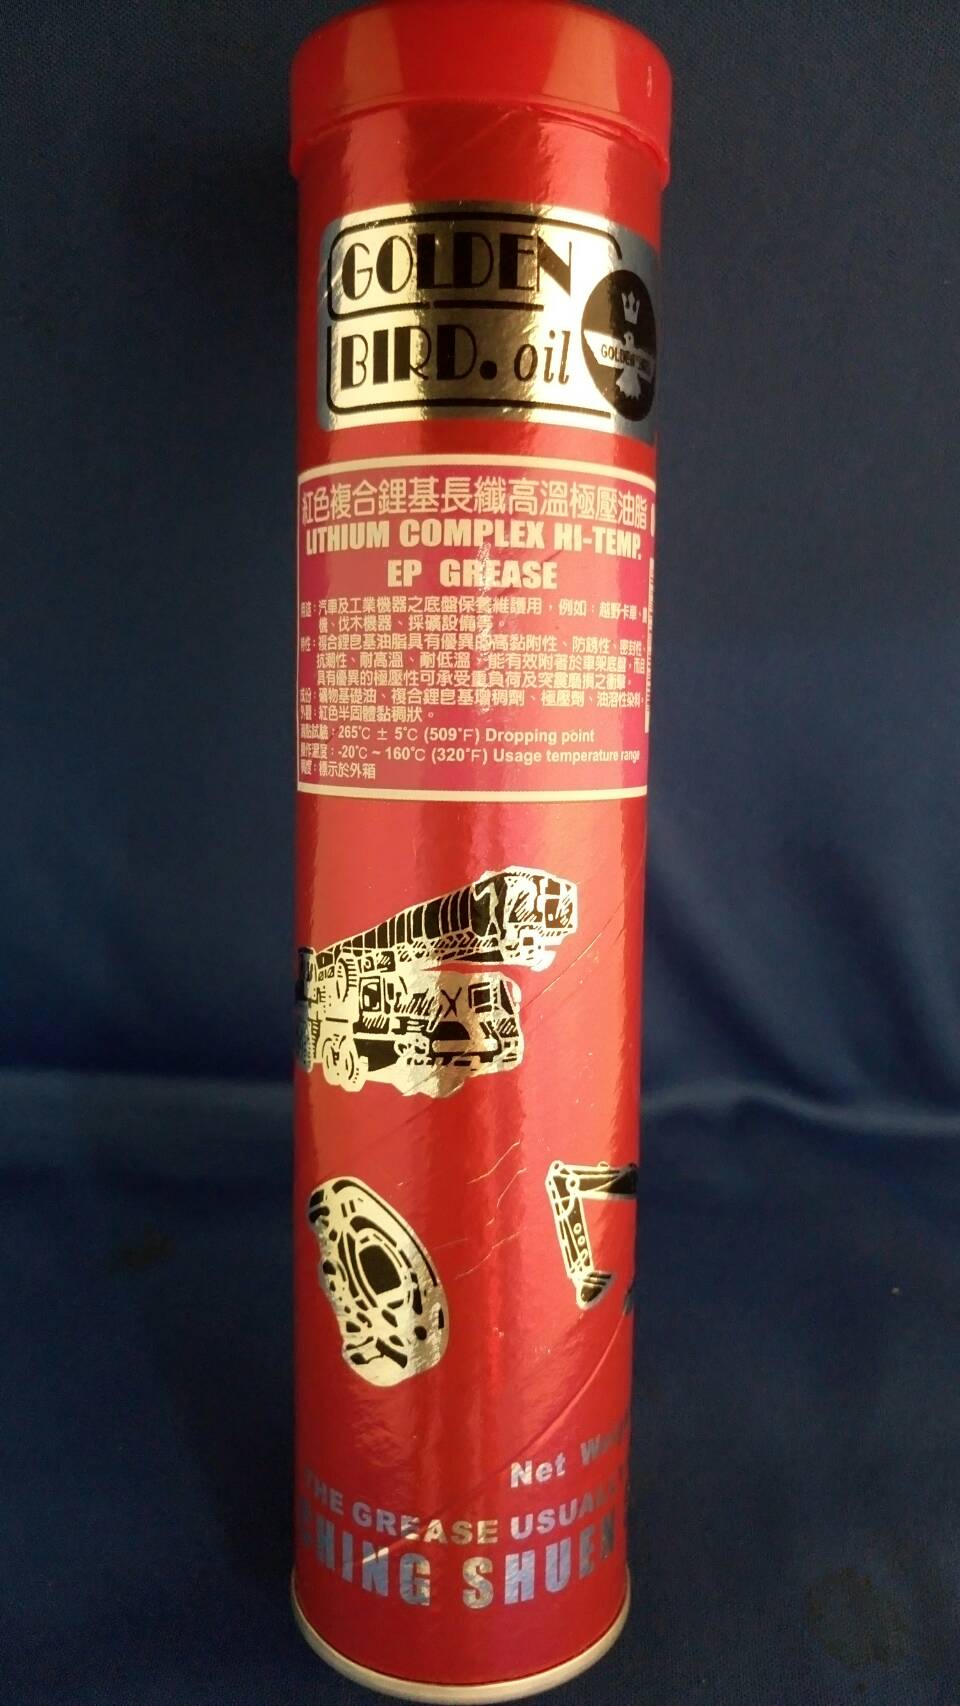 GOLDEN
BIRD. oil
GOLDEN
紅色複合鋰基長纖高溫極壓油脂
LITHIUM COMPLEX HI-TEMP.
EP GREASE
用途：汽車及工業機器之底盤保養維護用，例如：越野卡車、
機、伐木機器、採礦設備等。
特性：複合鋰皂基油脂具有優異的高黏附性、防銹性、密封性、
抗潮性、耐高溫、耐低溫，能有效附著於車架底盤，而且
具有優異的極壓性可承受重負荷及突震磨損之衝擊。
成份：礦物基礎油、複合鋰皂基增稠劑、極壓劑、油溶性染料。
外觀：紅色半固體黏稠狀。
滴點試驗：265℃ ± 5℃ (509°F) Dropping point
操作溫度：-20℃ ~ 160℃ (320°F) Usage temperature range
稠度：標示於外箱
Net
THE GREASE
CHING SHUEN